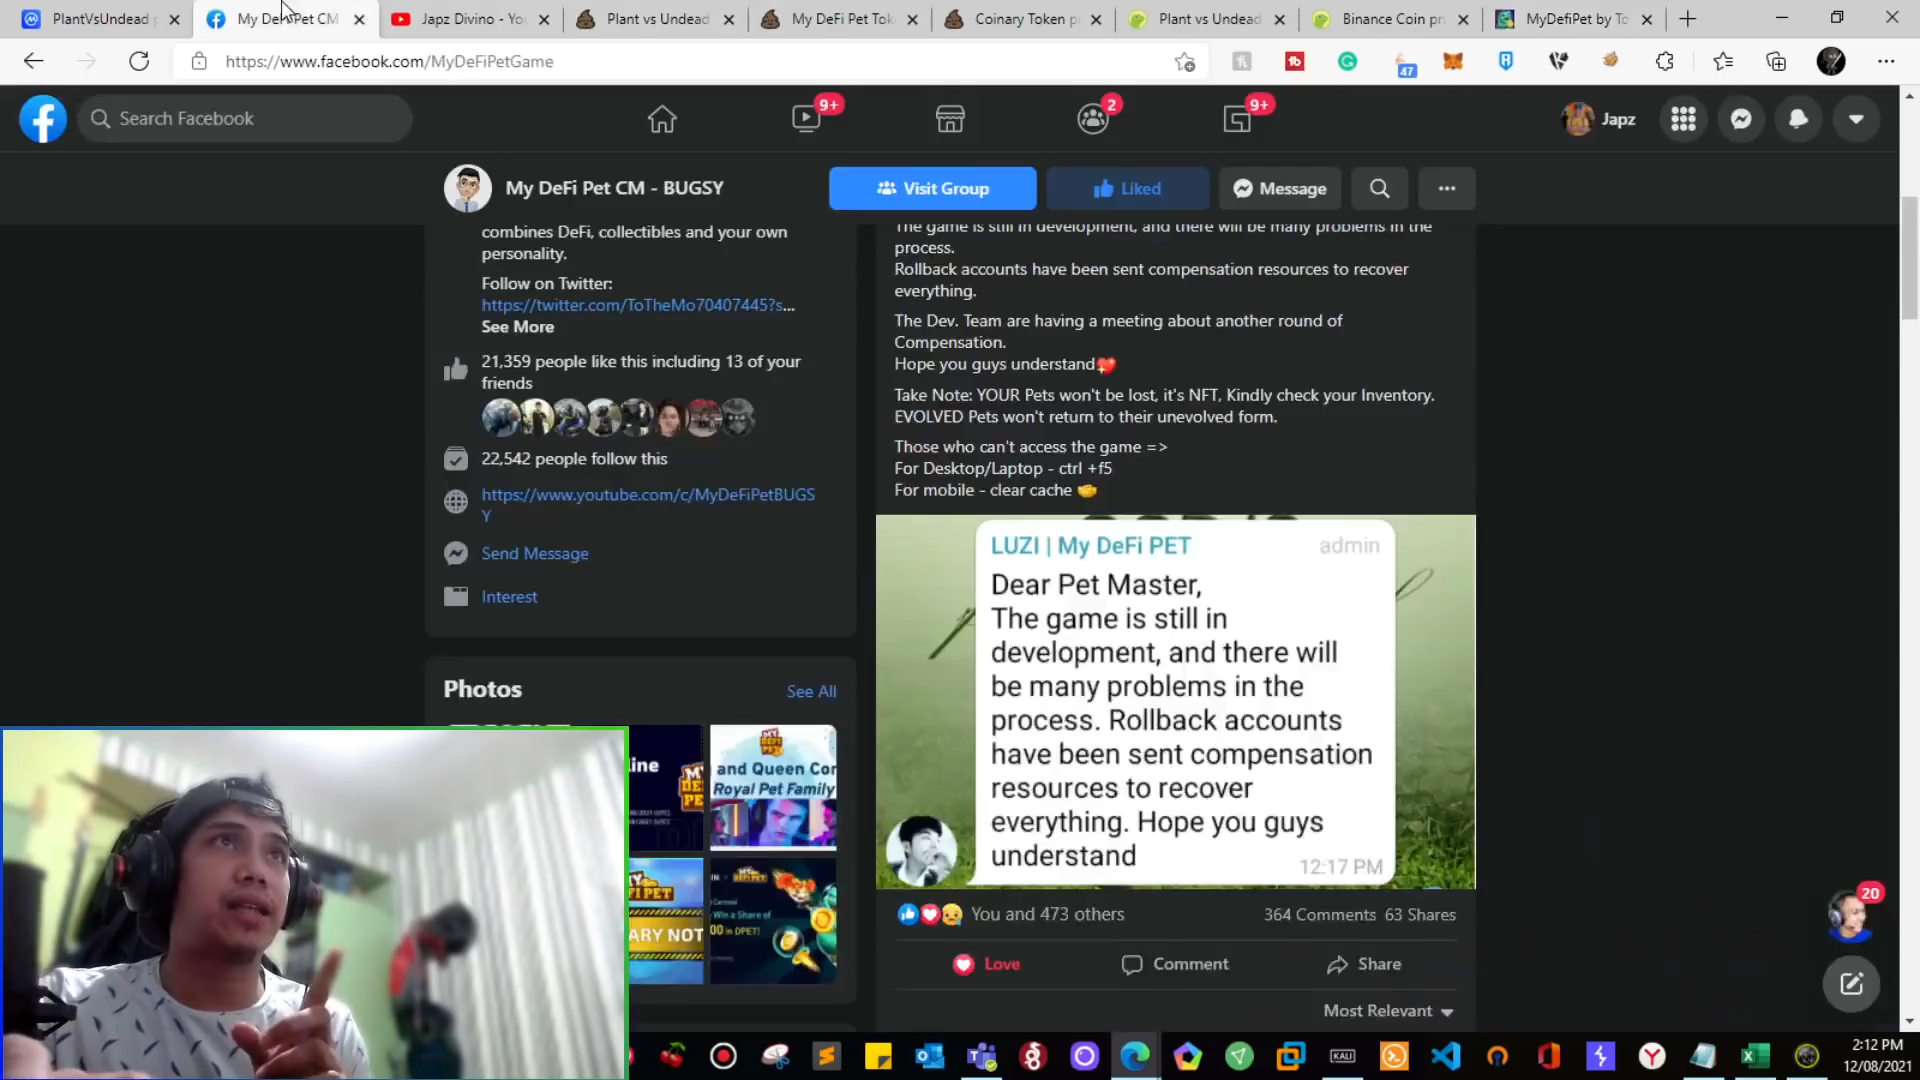 PlantVsUndead p
My DeFi Pet CM
Japz Divino - You
Plant vs Undead
My DeFi Pet Tok
Coinary Token p
Plant vs Undead
Binance Coin pr
MyDefiPet by To
https://www.facebook.com/MyDeFiPetGame
47
Search Facebook
9+
2
9+
Japz
My DeFi Pet CM - BUGSY
Visit Group
Liked
Message
combines DeFi, collectibles and your own
personality.
Follow on Twitter:
https://twitter.com/ToTheMo70407445?s...
See More
21,359 people like this including 13 of your
friends
22,542 people follow this
https://www.youtube.com/c/MyDeFiPetBUGS
Y
Send Message
Interest
Photos
See All
line
and Queen Cor
Royal Pet Family
ARY NOT
Win a Share of
00 in DPET!
The game is still in development, and there will be many problems in the
process.
Rollback accounts have been sent compensation resources to recover
everything.
The Dev. Team are having a meeting about another round of
Compensation.
Hope you guys understand💖
Take Note: YOUR Pets won't be lost, it's NFT, Kindly check your Inventory.
EVOLVED Pets won't return to their unevolved form.
Those who can't access the game =>
For Desktop/Laptop - ctrl +f5
For mobile - clear cache 🤝
LUZI | My DeFi PET
admin
Dear Pet Master,
The game is still in
development, and there will
be many problems in the
process. Rollback accounts
have been sent compensation
resources to recover
everything. Hope you guys
understand
12:17 PM
You and 473 others
364 Comments 63 Shares
Love
Comment
Share
Most Relevant
20
KALI
2:12 PM
12/08/2021